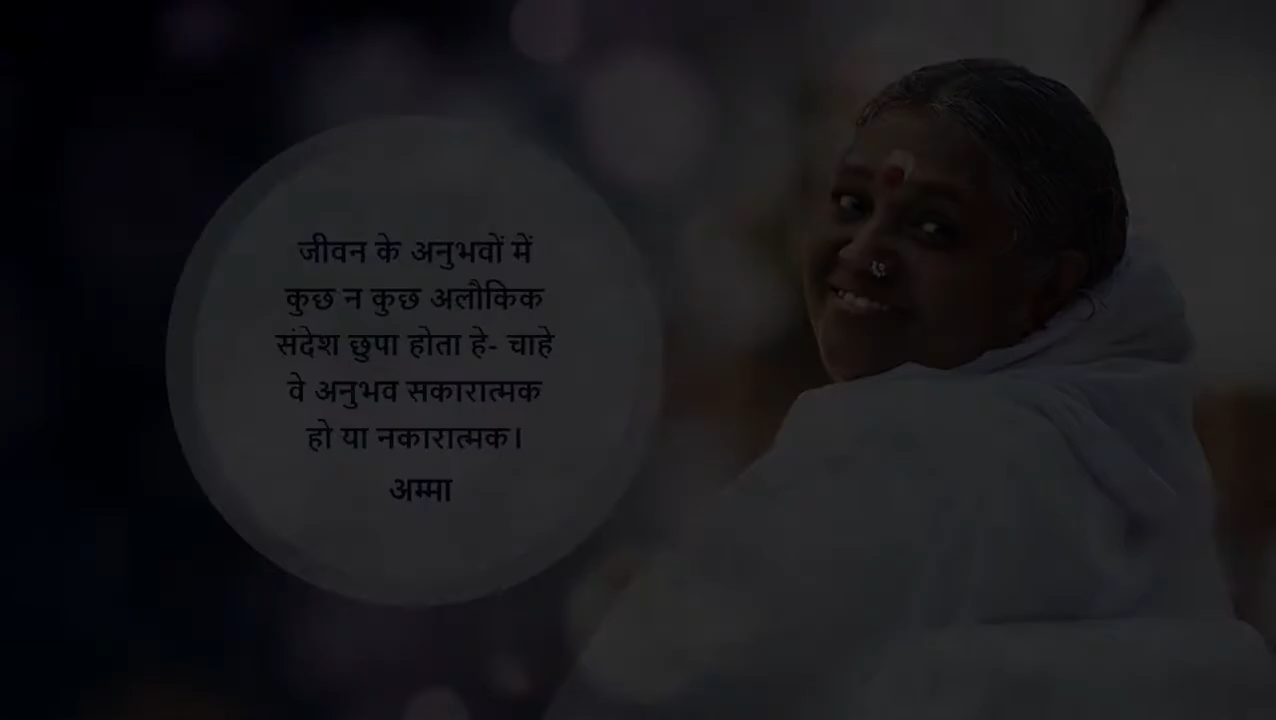 जीवन के अनुभवों में
कुछ न कुछ अलौकिक
संदेश छुपा होता हे- चाहे
वे अनुभव सकारात्मक
हो या नकारात्मक।
अम्मा